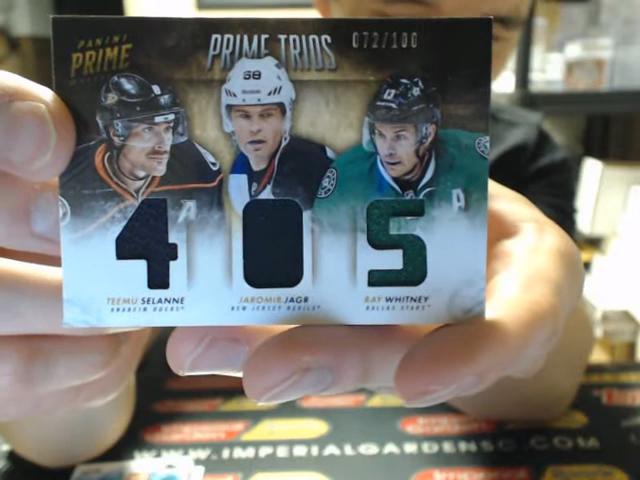 PANINI
PRIME
PRIME TRIOS
072/100
68
A
A
4 0 5
TEEMU SELANNE
ANAHEIM DUCKS
JAROMIR JAGR
NEW JERSEY DEVILS
RAY WHITNEY
DALLAS STARS
WWW.IMPERIALGARDENSC.COM